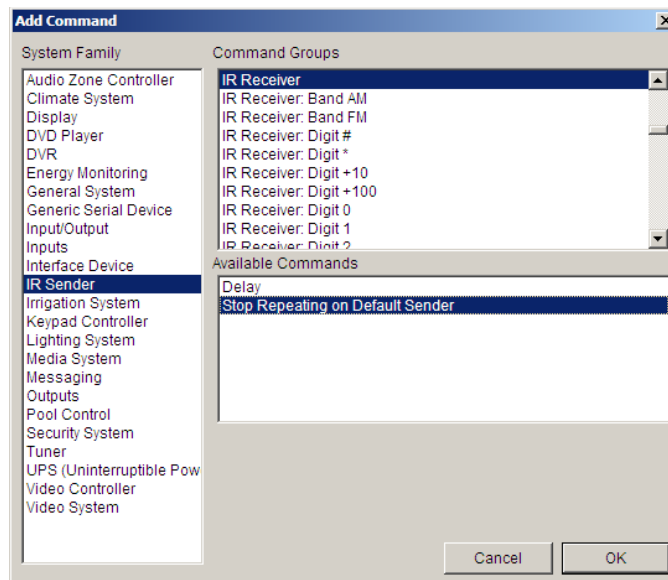 Add Command
System Family
Audio Zone Controller
Climate System
Display
DVD Player
DVR
Energy Monitoring
General System
Generic Serial Device
Input/Output
Inputs
Interface Device
IR Sender
Irrigation System
Keypad Controller
Lighting System
Media System
Messaging
Outputs
Pool Control
Security System
Tuner
UPS (Uninterruptible Pow
Video Controller
Video System
Command Groups
IR Receiver
IR Receiver: Band AM
IR Receiver: Band FM
IR Receiver: Digit #
IR Receiver: Digit *
IR Receiver: Digit +10
IR Receiver: Digit +100
IR Receiver: Digit 0
IR Receiver: Digit 1
IR Receiver: Digit 2
Available Commands
Delay
Stop Repeating on Default Sender
Cancel
OK